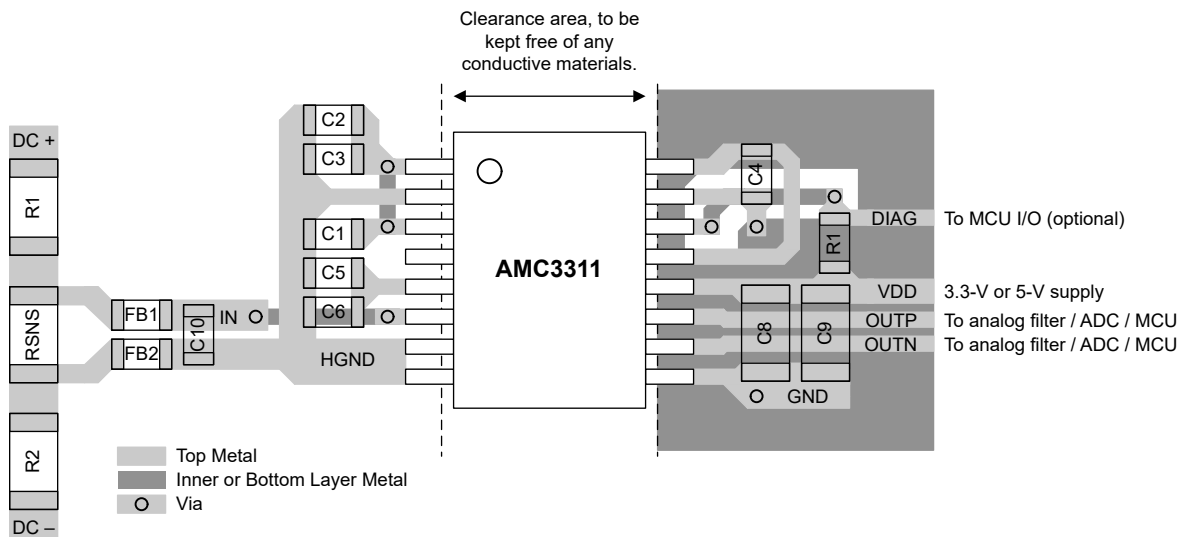 Clearance area, to be
kept free of any
conductive materials.
DC +
R1
RSNS
R2
DC –
FB1
FB2
C10
IN
C2
C3
C1
C5
C6
HGND
AMC3311
C4
R1
C8
C9
GND
DIAG
To MCU I/O (optional)
VDD
3.3-V or 5-V supply
OUTP
To analog filter / ADC / MCU
OUTN
To analog filter / ADC / MCU
Top Metal
Inner or Bottom Layer Metal
Via